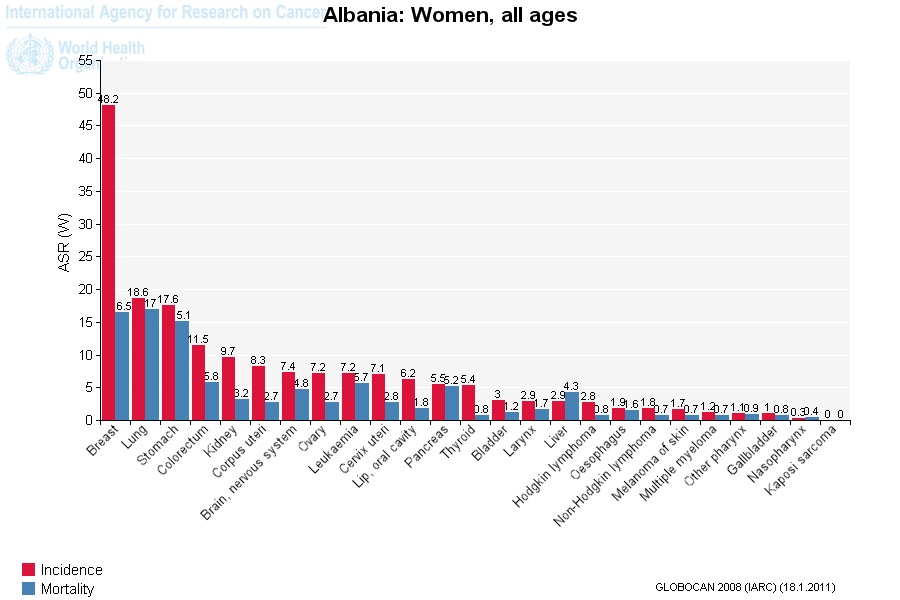 International Agency for Research on Cancer
Albania: Women, all ages
World Health
Organization
ASR (W)
55
50
45
40
35
30
25
20
15
10
5
0
48.2 6.5 18.6 17 17.6 5.1 11.5 5.8 9.7 3.2 8.3 2.7 7.4 4.8 7.2 2.7 7.2 5.7 7.1 2.8 6.2 1.8 5.5 5.2 5.4 0.8 3 1.2 2.9 1.7 2.9 4.3 2.8 0.8 1.9 1.6 1.8 0.7 1.7 0.7 1.2 0.7 1.1 0.9 1 0.8 0.3 0.4 0 0
Breast
Lung
Stomach
Colorectum
Kidney
Corpus uteri
Brain, nervous system
Ovary
Leukaemia
Cervix uteri
Lip, oral cavity
Pancreas
Thyroid
Bladder
Larynx
Liver
Hodgkin lymphoma
Oesophagus
Non-Hodgkin lymphoma
Melanoma of skin
Multiple myeloma
Other pharynx
Gallbladder
Nasopharynx
Kaposi sarcoma
Incidence
Mortality
GLOBOCAN 2008 (IARC) (18.1.2011)